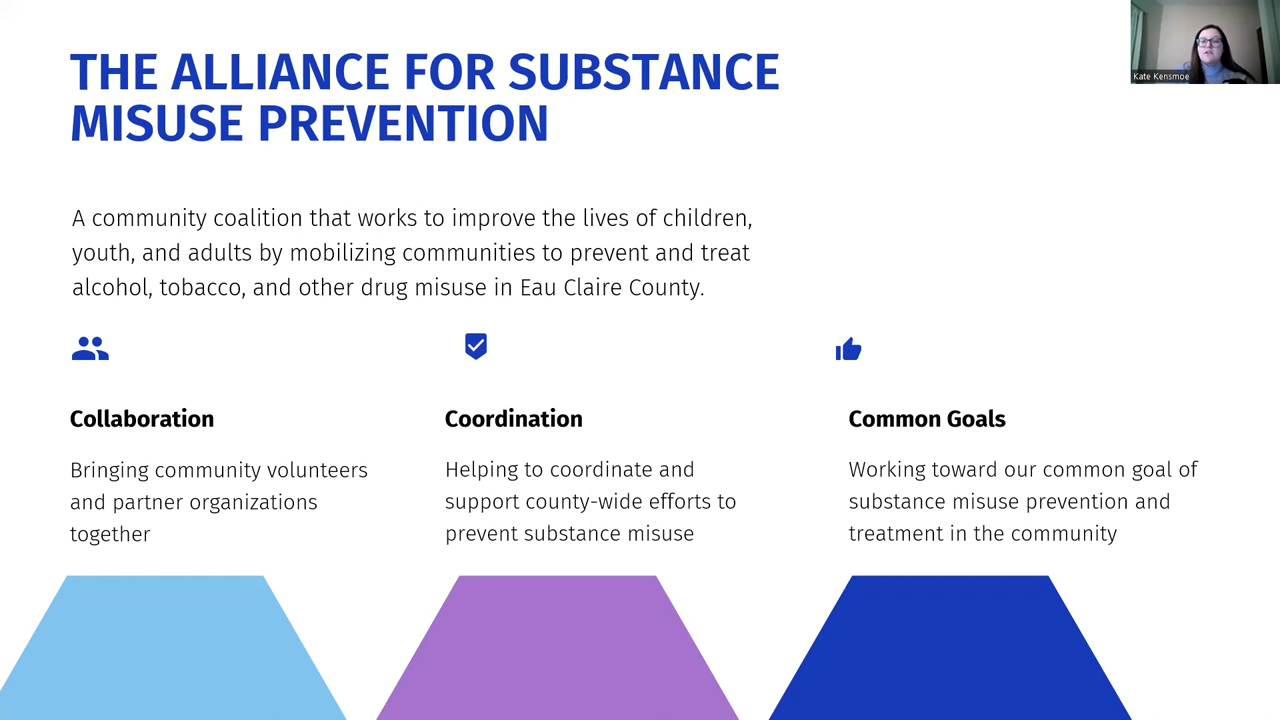 THE ALLIANCE FOR SUBSTANCE
MISUSE PREVENTION
Kate Kensmoe
A community coalition that works to improve the lives of children,
youth, and adults by mobilizing communities to prevent and treat
alcohol, tobacco, and other drug misuse in Eau Claire County.
Collaboration
Bringing community volunteers
and partner organizations
together
Coordination
Helping to coordinate and
support county-wide efforts to
prevent substance misuse
Common Goals
Working toward our common goal of
substance misuse prevention and
treatment in the community